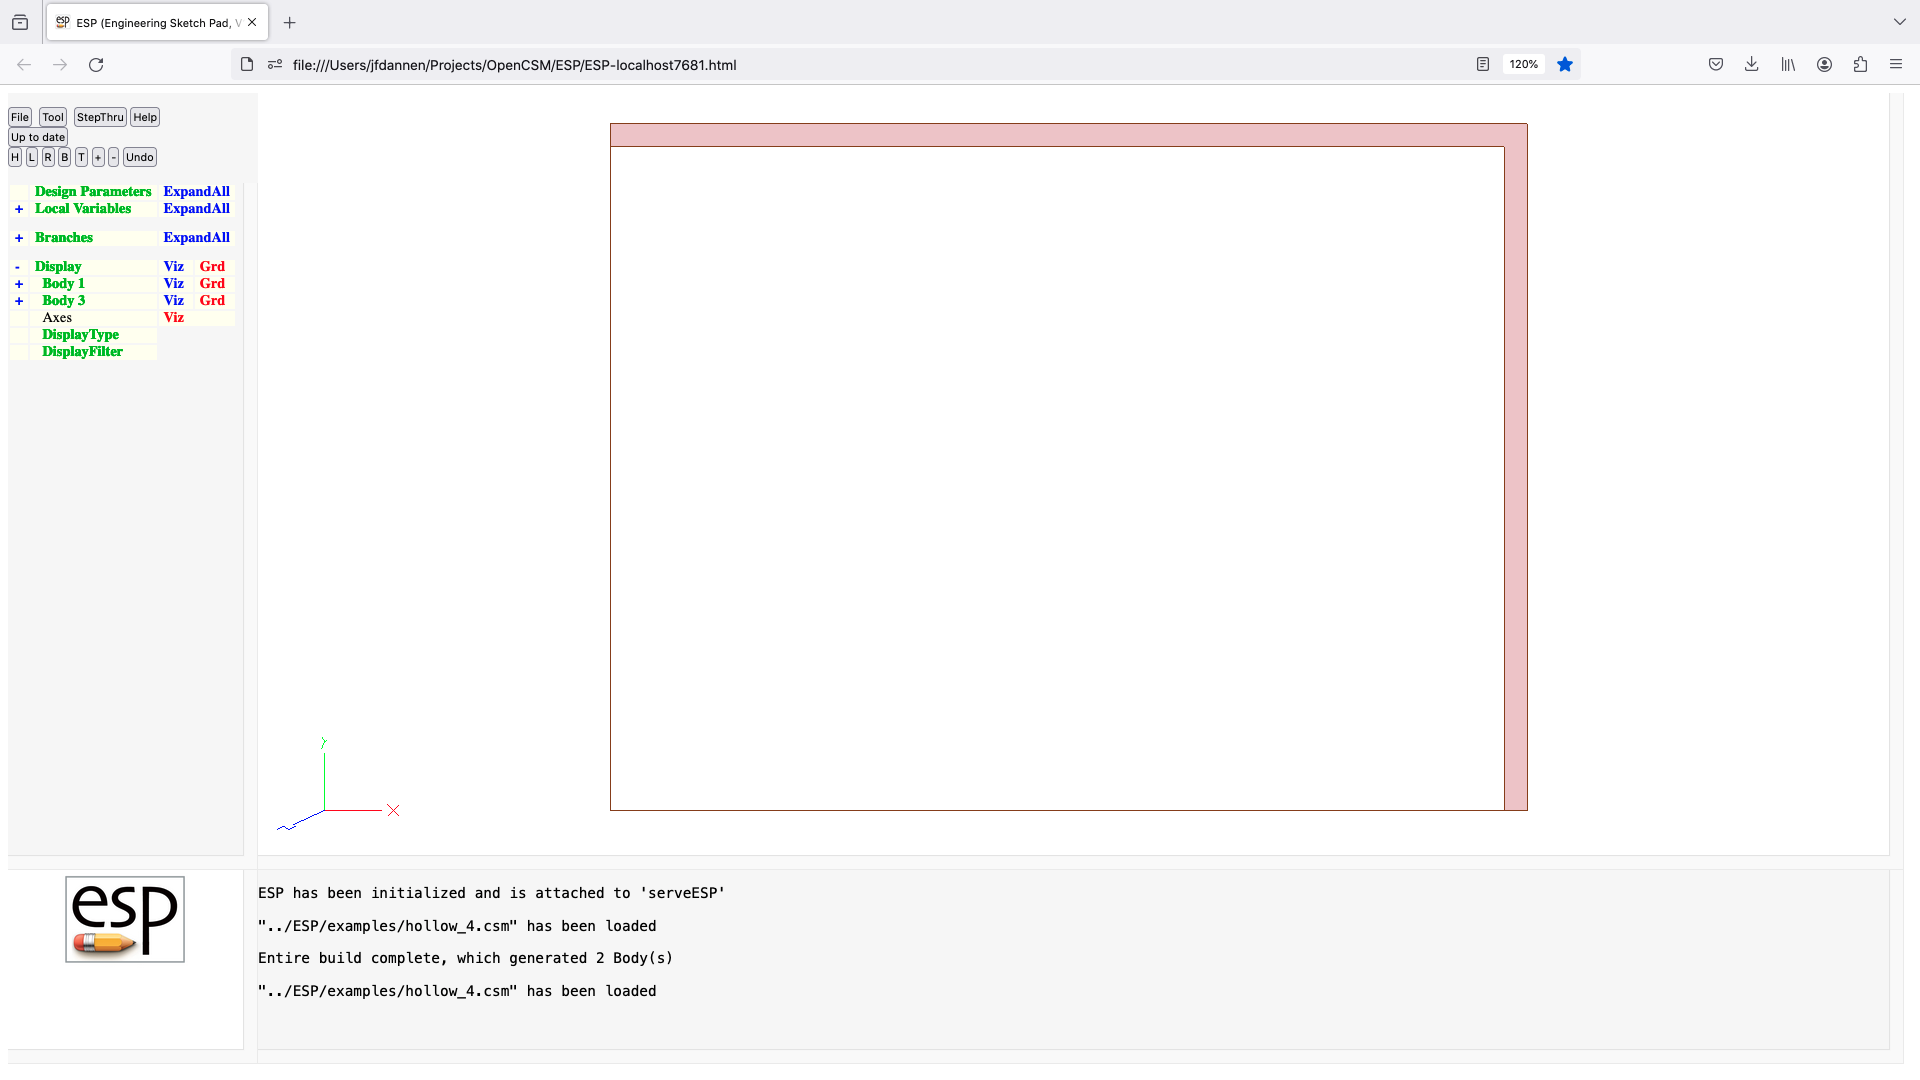 ESP (Engineering Sketch Pad, V
file:///Users/jfdannen/Projects/OpenCSM/ESP/ESP-localhost7681.html
120%
File Tool StepThru Help
Up to date
H L R B T + - Undo
Design Parameters ExpandAll
+ Local Variables ExpandAll
+ Branches ExpandAll
- Display Viz Grd
+ Body 1 Viz Grd
+ Body 3 Viz Grd
Axes Viz
DisplayType
DisplayFilter
Y
X
Z
esp
ESP has been initialized and is attached to 'serveESP'
"../ESP/examples/hollow_4.csm" has been loaded
Entire build complete, which generated 2 Body(s)
"../ESP/examples/hollow_4.csm" has been loaded